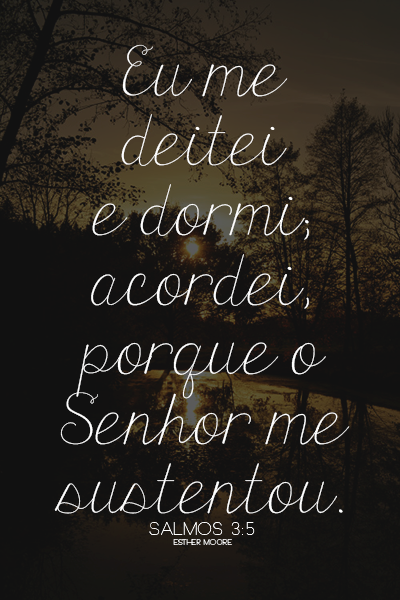 Eu me
deitei
e dormi;
acordei,
porque o
Senhor me
sustentou.
SALMOS 3:5
ESTHER MOORE